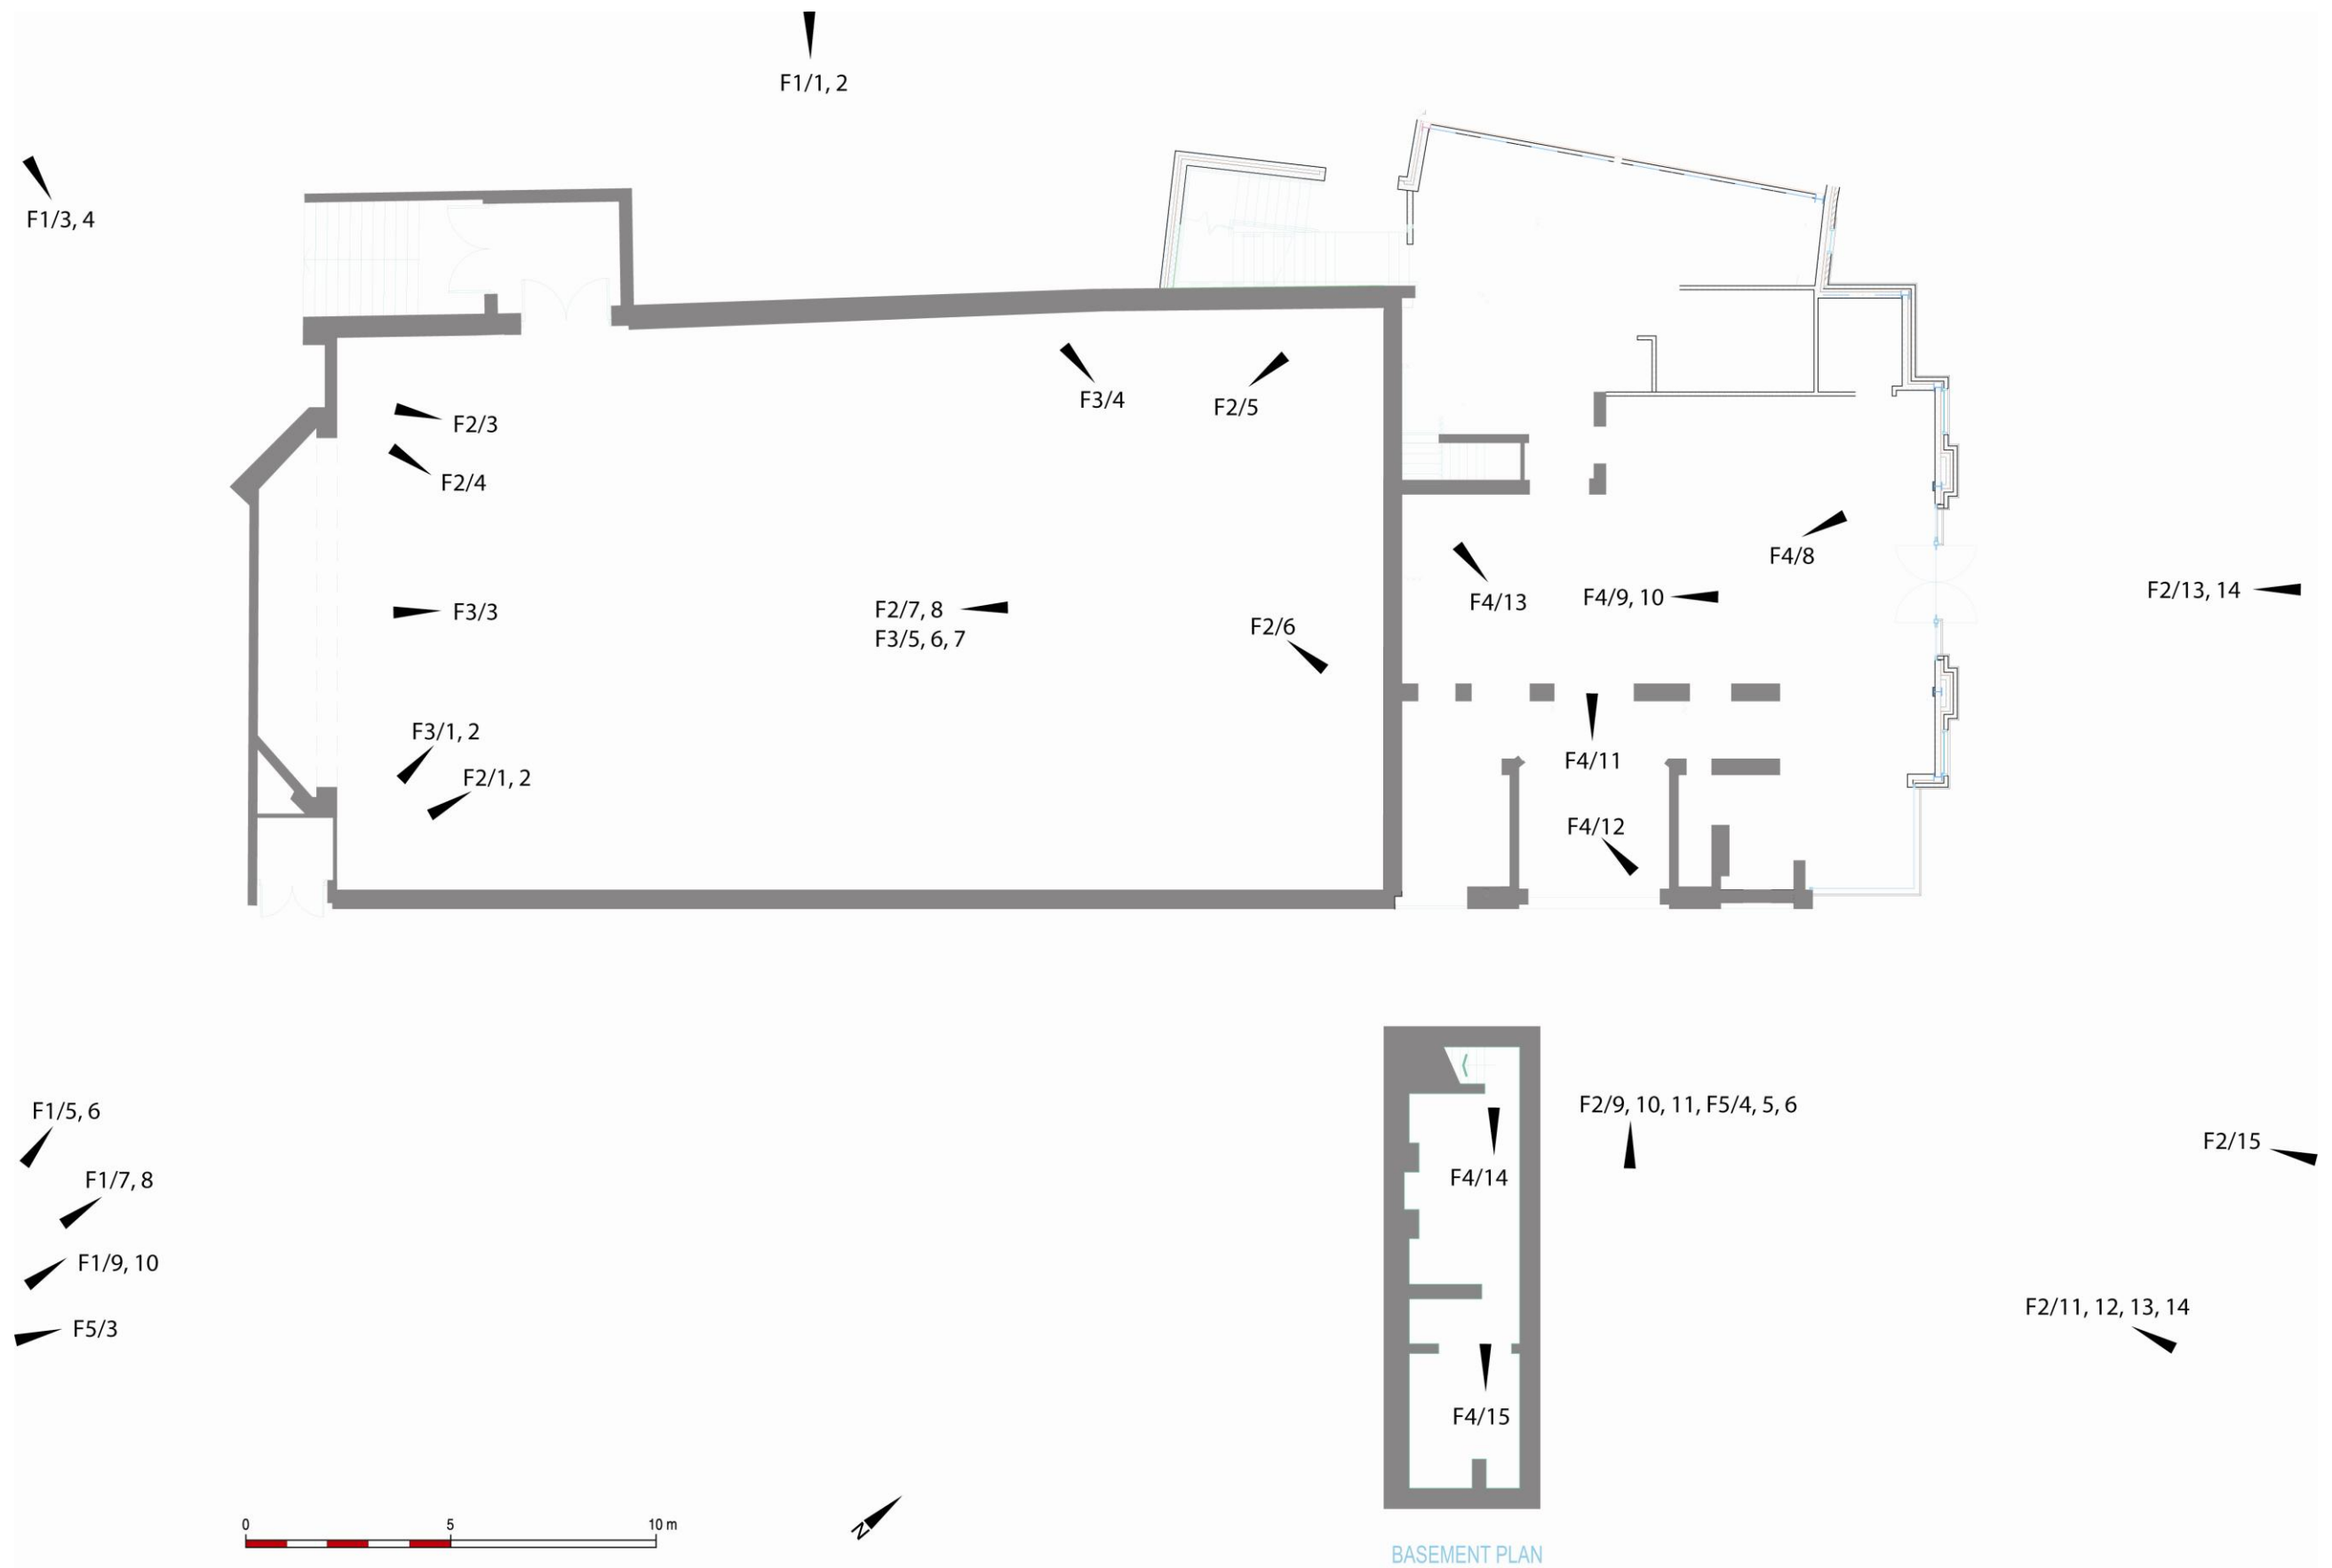 F1/1, 2
F1/3, 4
F3/4
F2/5
F2/3
F2/4
F4/8
F2/13, 14
F4/9, 10
F4/13
F3/3
F2/7, 8
F3/5, 6, 7
F2/6
F3/1, 2
F4/11
F2/1, 2
F4/12
F2/9, 10, 11, F5/4, 5, 6
F1/5, 6
F2/15
F4/14
F1/7, 8
F1/9, 10
F2/11, 12, 13, 14
F5/3
F4/15
0 5 10 m
N
BASEMENT PLAN